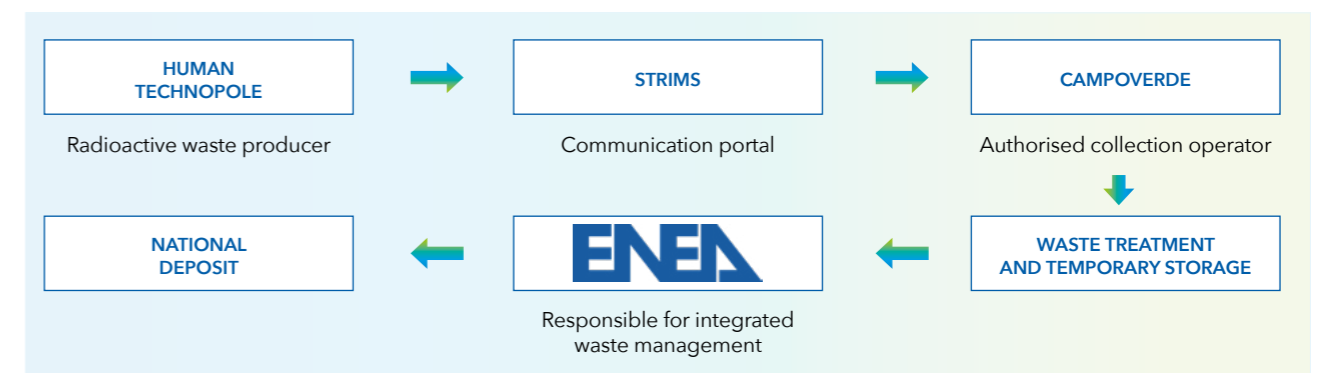 HUMAN
TECHNOPOLE
STRIMS
CAMPOVERDE
Radioactive waste producer
Communication portal
Authorised collection operator
NATIONAL
DEPOSIT
ENEA
WASTE TREATMENT
AND TEMPORARY STORAGE
Responsible for integrated
waste management